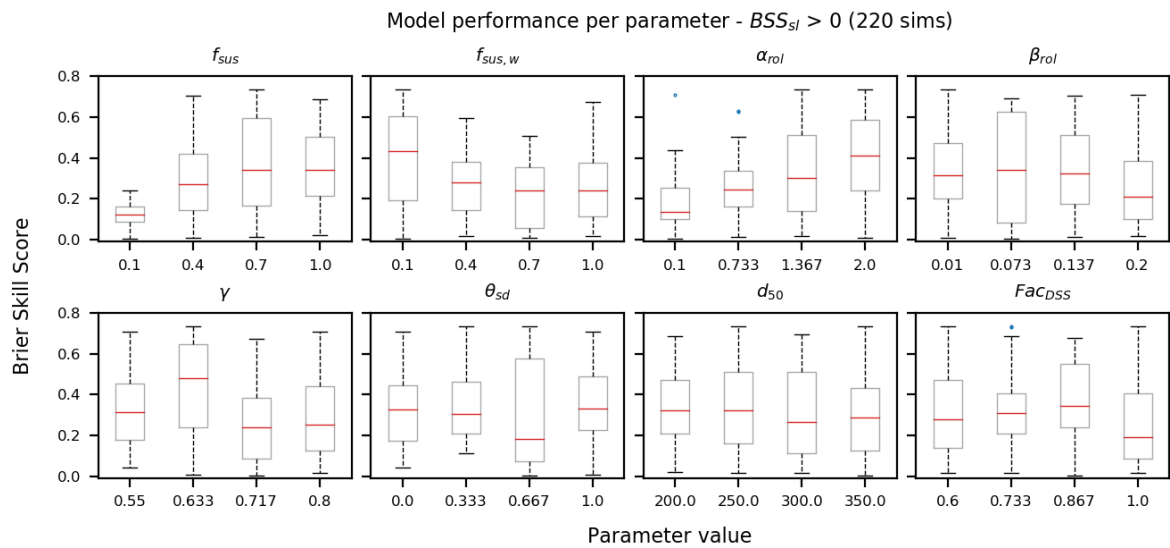 Model performance per parameter - BSS_sl > 0 (220 sims)
f_sus f_sus,w α_rol β_rol
0.8
0.6
0.4
0.2
0.0
0.1 0.4 0.7 1.0 0.1 0.4 0.7 1.0 0.1 0.733 1.367 2.0 0.01 0.073 0.137 0.2
γ θ_sd d_50 Fac_DSS
0.8
0.6
0.4
0.2
0.0
0.55 0.633 0.717 0.8 0.0 0.333 0.667 1.0 200.0 250.0 300.0 350.0 0.6 0.733 0.867 1.0
Brier Skill Score
Parameter value